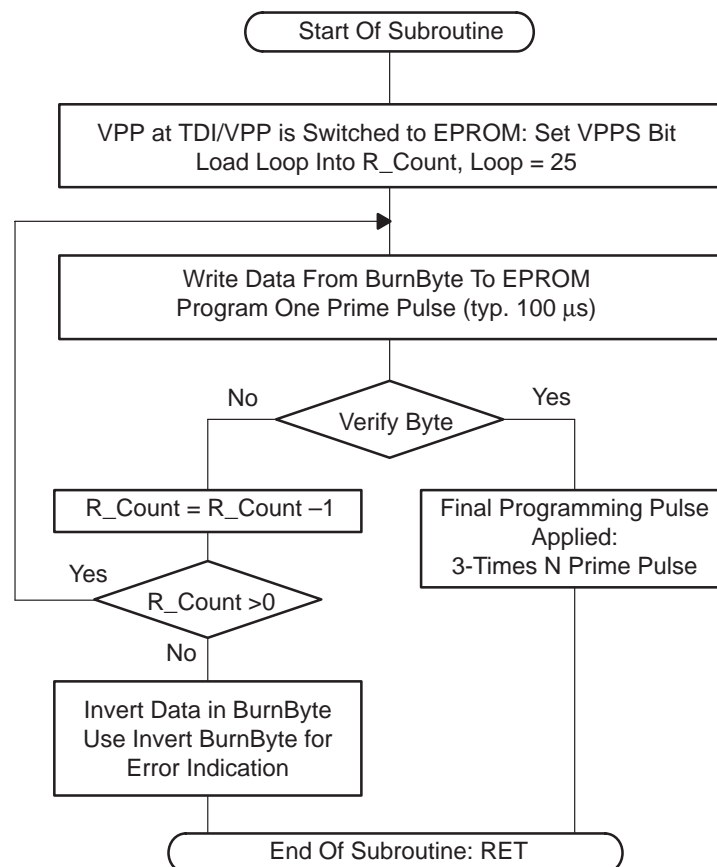 Start Of Subroutine
VPP at TDI/VPP is Switched to EPROM: Set VPPS Bit
Load Loop Into R_Count, Loop = 25
Write Data From BurnByte To EPROM
Program One Prime Pulse (typ. 100 μs)
No
Yes
Verify Byte
R_Count = R_Count –1
Final Programming Pulse
Applied:
3-Times N Prime Pulse
Yes
R_Count >0
No
Invert Data in BurnByte
Use Invert BurnByte for
Error Indication
End Of Subroutine: RET